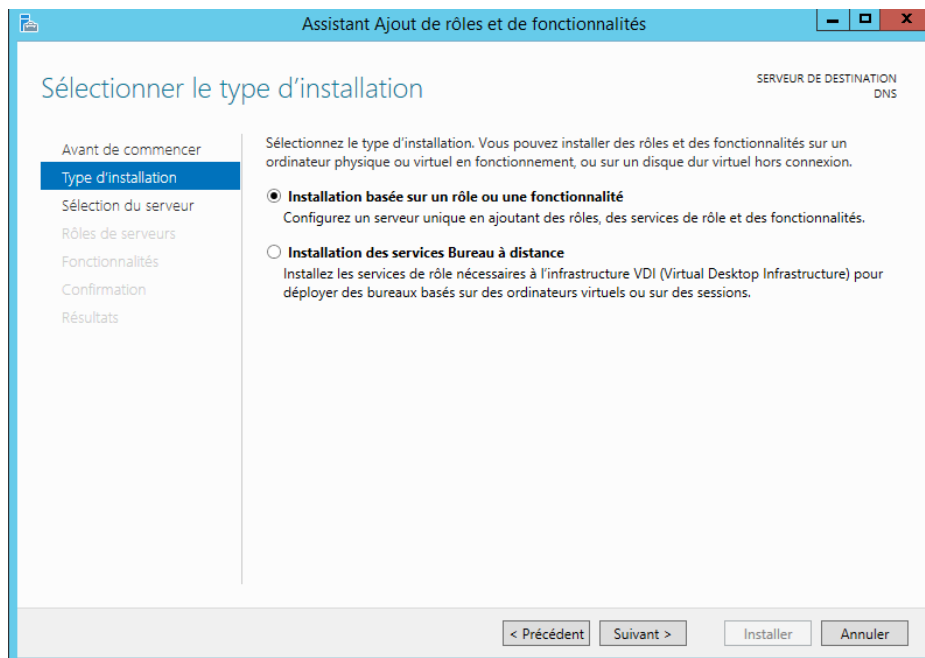 Assistant Ajout de rôles et de fonctionnalités
Sélectionner le type d'installation
SERVEUR DE DESTINATION
DNS
Avant de commencer
Type d'installation
Sélection du serveur
Rôles de serveurs
Fonctionnalités
Confirmation
Résultats
Sélectionnez le type d'installation. Vous pouvez installer des rôles et des fonctionnalités sur un
ordinateur physique ou virtuel en fonctionnement, ou sur un disque dur virtuel hors connexion.
Installation basée sur un rôle ou une fonctionnalité
Configurez un serveur unique en ajoutant des rôles, des services de rôle et des fonctionnalités.
Installation des services Bureau à distance
Installez les services de rôle nécessaires à l'infrastructure VDI (Virtual Desktop Infrastructure) pour
déployer des bureaux basés sur des ordinateurs virtuels ou sur des sessions.
< Précédent
Suivant >
Installer
Annuler